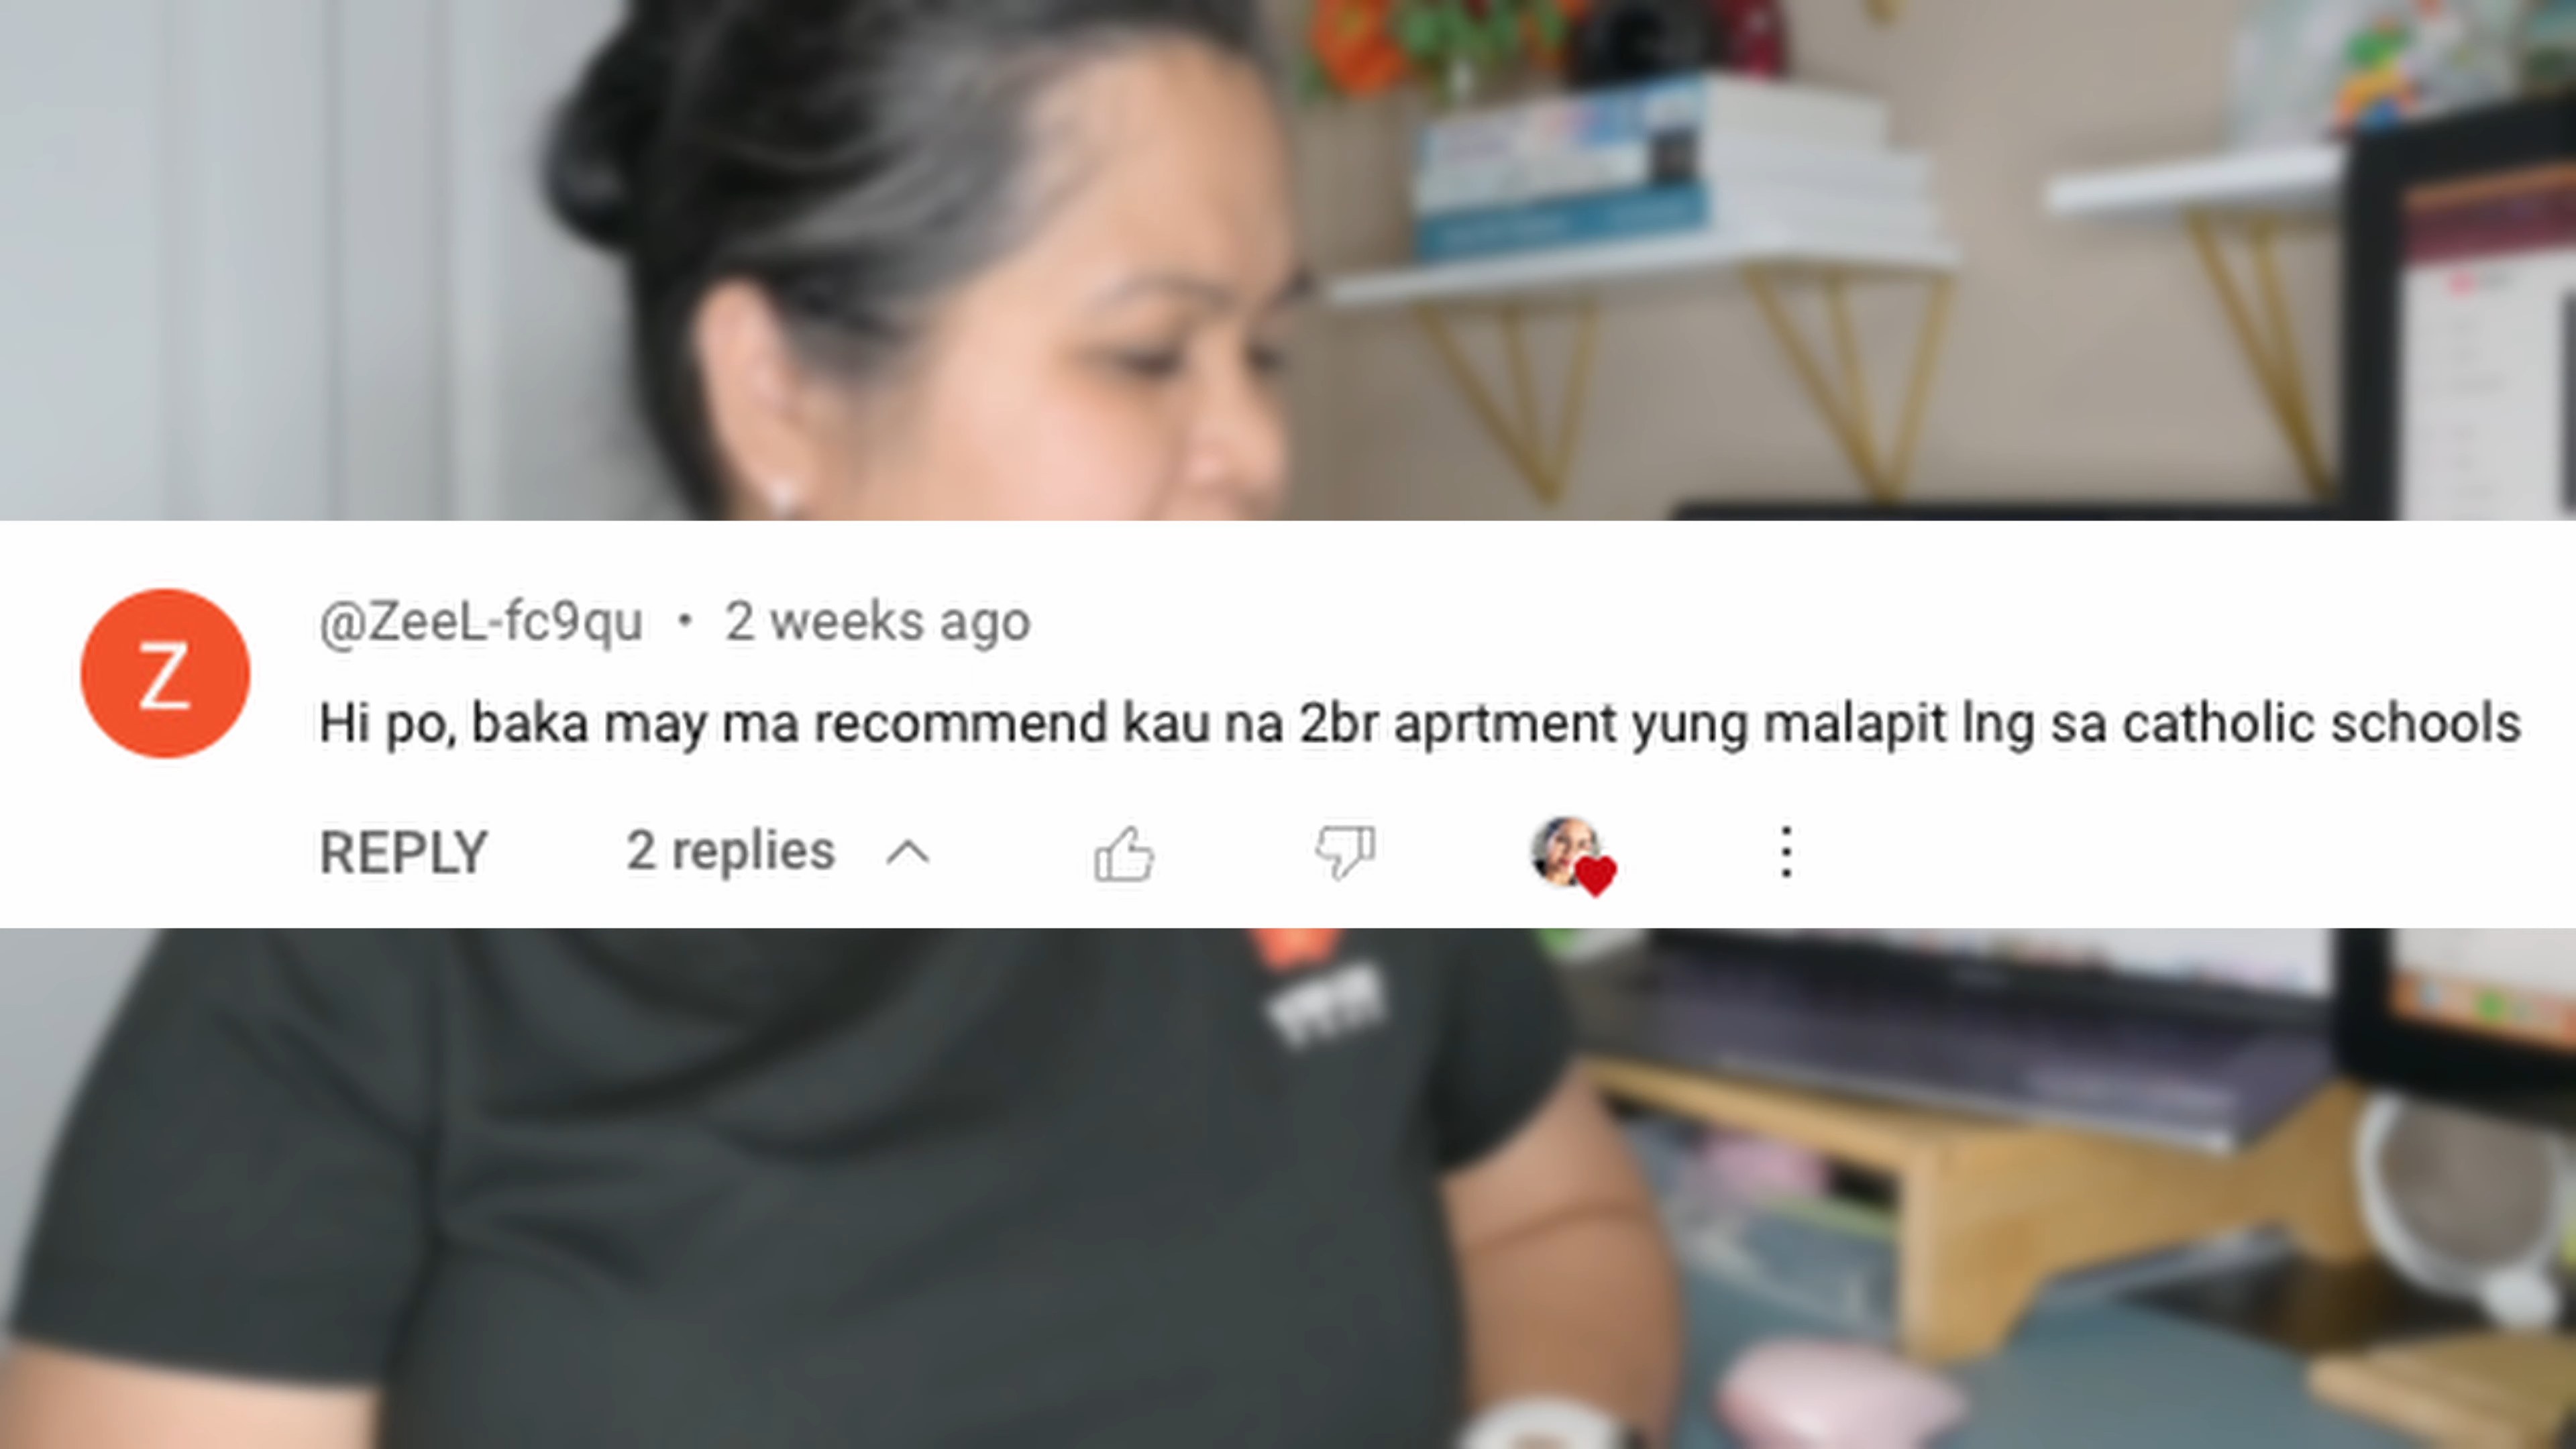 Z
@ZeeL-fc9qu • 2 weeks ago
Hi po, baka may ma recommend kau na 2br aprtment yung malapit lng sa catholic schools
REPLY 2 replies